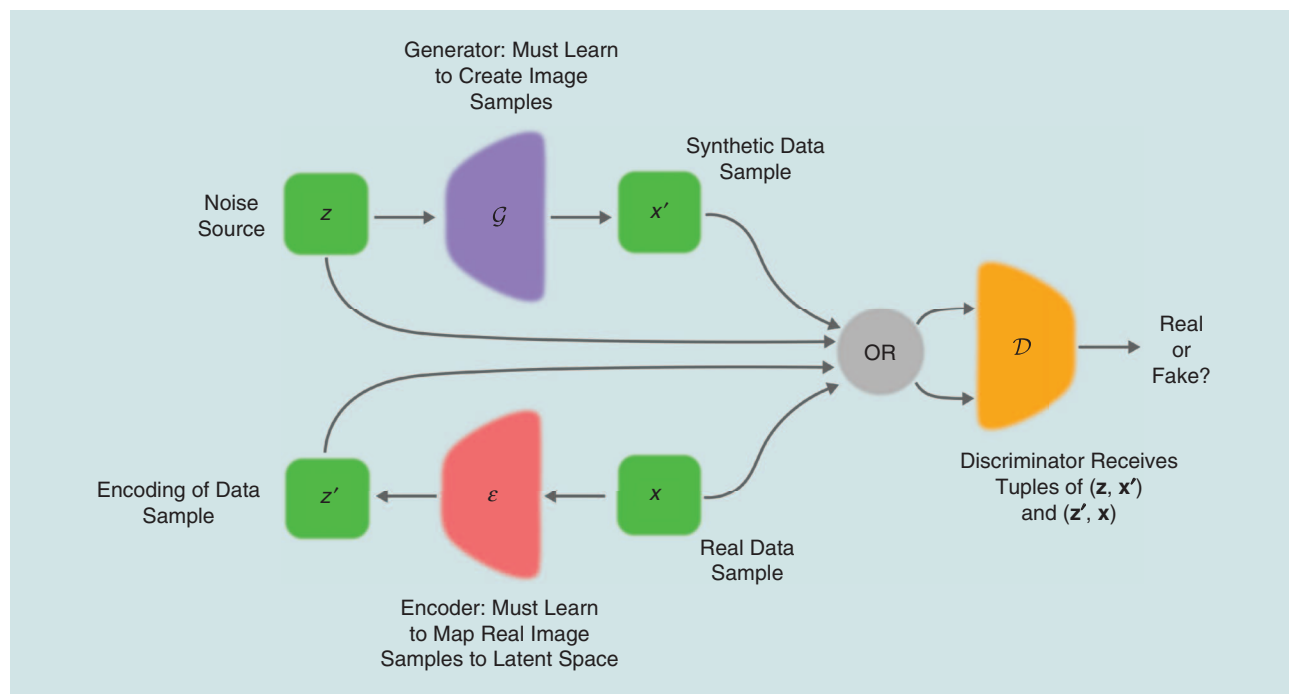 Generator: Must Learn
to Create Image
Samples
Synthetic Data
Sample
Noise
Source
z
𝒢
x′
OR
𝒟
Real
or
Fake?
Encoding of Data
Sample
z′
ε
x
Discriminator Receives
Tuples of (z, x′)
and (z′, x)
Real Data
Sample
Encoder: Must Learn
to Map Real Image
Samples to Latent Space